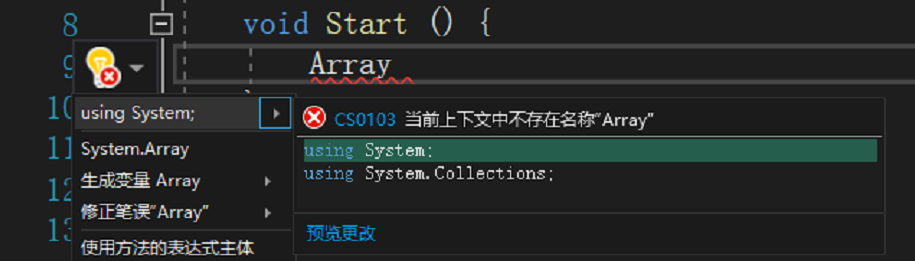 8 void Start () {
9 Array
10
using System;
CS0103 当前上下文中不存在名称"Array"
11 System.Array
using System;
using System.Collections;
12 生成变量 Array
修正笔误"Array"
13 预览更改
使用方法的表达式主体